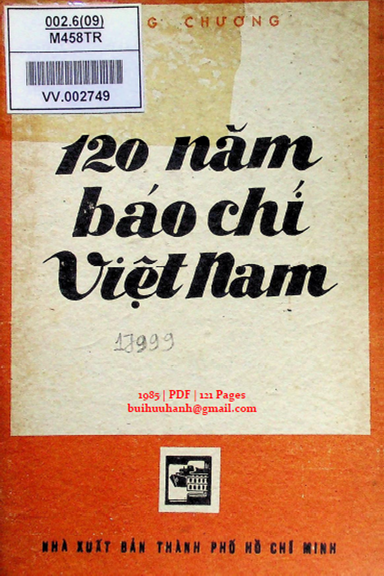 002.6(09)
M458TR
VV.002749
G CHƯƠNG
120 năm
báo chí
Việt Nam
17999
1985 | PDF | 121 Pages
buihuuhanh@gmail.com
NHÀ XUẤT BẢN THÀNH PHỐ HỒ CHÍ MINH